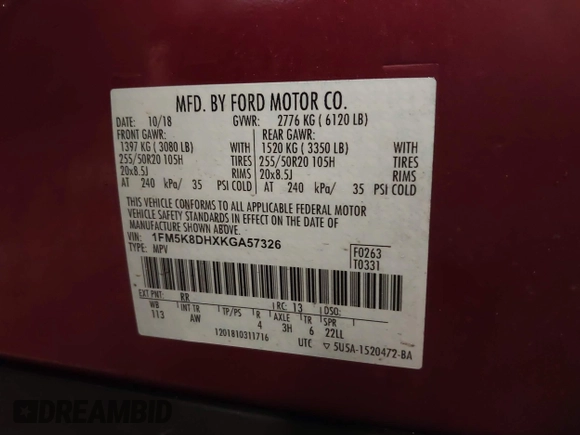 MFD. BY FORD MOTOR CO.
DATE: 10/18 GVWR: 2776 KG ( 6120 LB)
FRONT GAWR: REAR GAWR:
1397 KG ( 3080 LB) WITH 1520 KG ( 3350 LB) WITH
255/50R20 105H TIRES 255/50R20 105H TIRES
20x8.5J RIMS 20x8.5J RIMS
AT 240 kPa/ 35 PSI COLD AT 240 kPa/ 35 PSI COLD
THIS VEHICLE CONFORMS TO ALL APPLICABLE FEDERAL MOTOR
VEHICLE SAFETY STANDARDS IN EFFECT ON THE DATE OF
MANUFACTURE SHOWN ABOVE.
VIN: 1FM5K8DHXKGA57326 F0263
TYPE: MPV T0331
EXT PNT: RR RC: 13 DSO:
WB INT TR TP/PS R AXLE TR SPR
113 AW 4 3H 6 22LL
1201810311716 UTC ▽ 5U5A-1520472-BA
DREAMBID